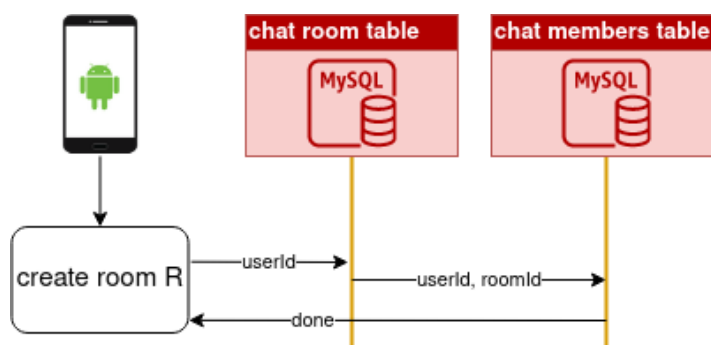 chat room table
chat members table
MySQL
MySQL
create room R
userId
userId, roomId
done